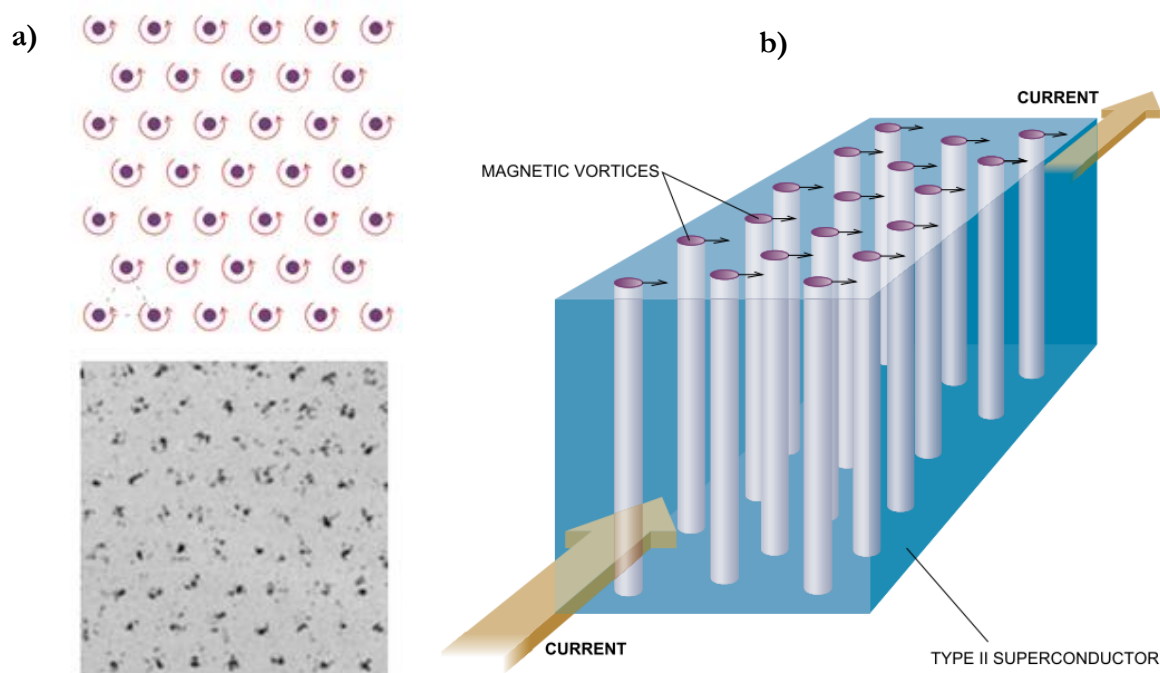 a)
b)
CURRENT
MAGNETIC VORTICES
CURRENT
TYPE II SUPERCONDUCTOR